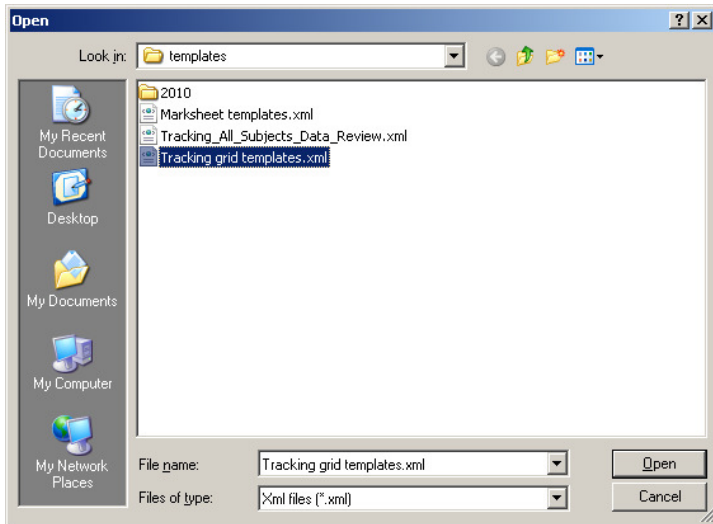 Open
Look in:
templates
My Recent
Documents
Desktop
My Documents
My Computer
My Network
Places
2010
Marksheet templates.xml
Tracking_All_Subjects_Data_Review.xml
Tracking grid templates.xml
File name:
Tracking grid templates.xml
Open
Files of type:
Xml files (*.xml)
Cancel